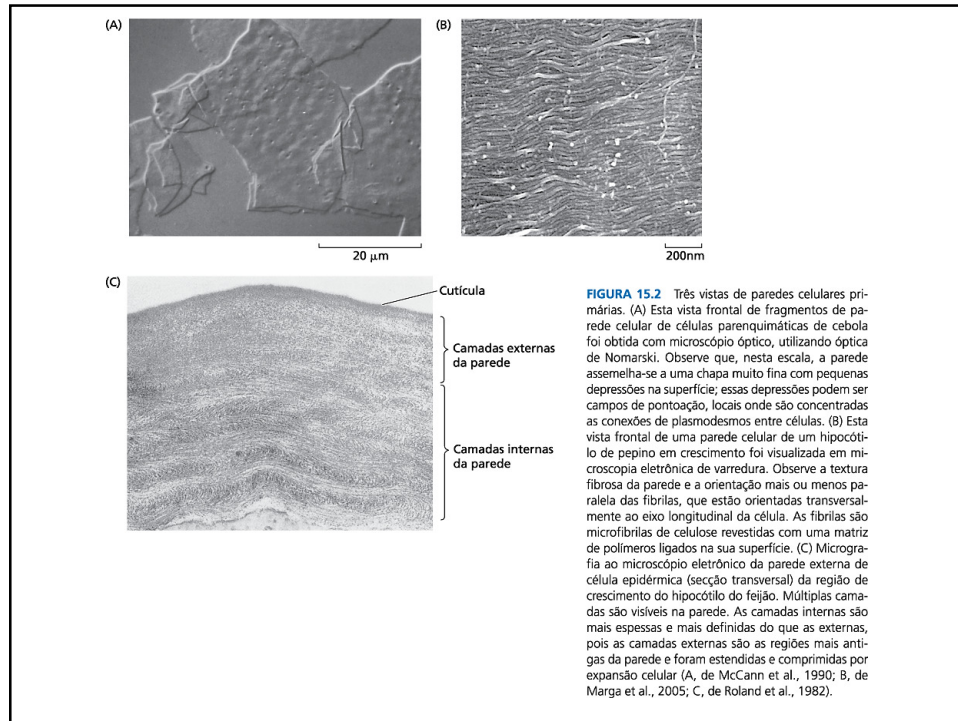 (A)
(B)
20 µm
200nm
(C)
Cutícula
Camadas externas
da parede
Camadas internas
da parede
FIGURA 15.2 Três vistas de paredes celulares pri-
márias. (A) Esta vista frontal de fragmentos de pa-
rede celular de células parenquimáticas de cebola
foi obtida com microscópio óptico, utilizando óptica
de Nomarski. Observe que, nesta escala, a parede
assemelha-se a uma chapa muito fina com pequenas
depressões na superfície; essas depressões podem ser
campos de pontoação, locais onde são concentradas
as conexões de plasmodesmos entre células. (B) Esta
vista frontal de uma parede celular de um hipocóti-
lo de pepino em crescimento foi visualizada em mi-
croscopia eletrônica de varredura. Observe a textura
fibrosa da parede e a orientação mais ou menos pa-
ralela das fibrilas, que estão orientadas transversal-
mente ao eixo longitudinal da célula. As fibrilas são
microfibrilas de celulose revestidas com uma matriz
de polímeros ligados na sua superfície. (C) Microgra-
fia ao microscópio eletrônico da parede externa de
célula epidérmica (secção transversal) da região de
crescimento do hipocótilo do feijão. Múltiplas cama-
das são visíveis na parede. As camadas internas são
mais espessas e mais definidas do que as externas,
pois as camadas externas são as regiões mais anti-
gas da parede e foram estendidas e comprimidas por
expansão celular (A, de McCann et al., 1990; B, de
Marga et al., 2005; C, de Roland et al., 1982).